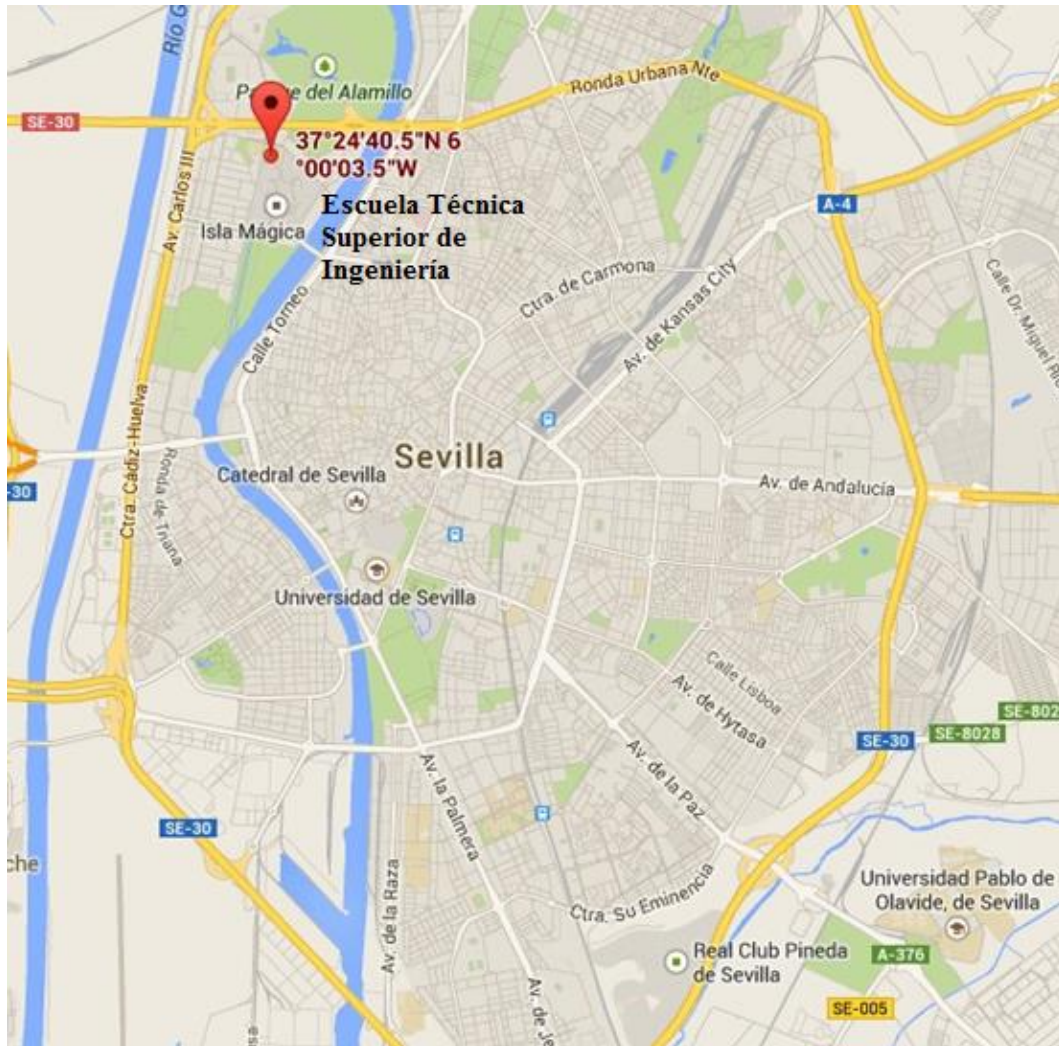 Río G
Parque del Alamillo
Ronda Urbana Nte
SE-30
37°24'40.5"N 6
°00'03.5"W
Av. Carlos III
Escuela Técnica
Superior de
Ingeniería
Isla Mágica
A-4
Ctra. de Carmona
Av. de Kansas City
Calle Dr. Miguel
Calle Torneo
Ctra. Cádiz-Huelva
Ronda de Triana
Sevilla
Catedral de Sevilla
-30
Av. de Andalucía
Universidad de Sevilla
Calle Lisboa
Av. de Hytasa
SE-802
SE-8028
SE-30
Av. la Palmera
Av. de la Paz
SE-30
che
Av. de la Raza
Ctra. Su Eminencia
Universidad Pablo de
Olavide, de Sevilla
Real Club Pineda
de Sevilla
A-376
SE-005
Av. de Je